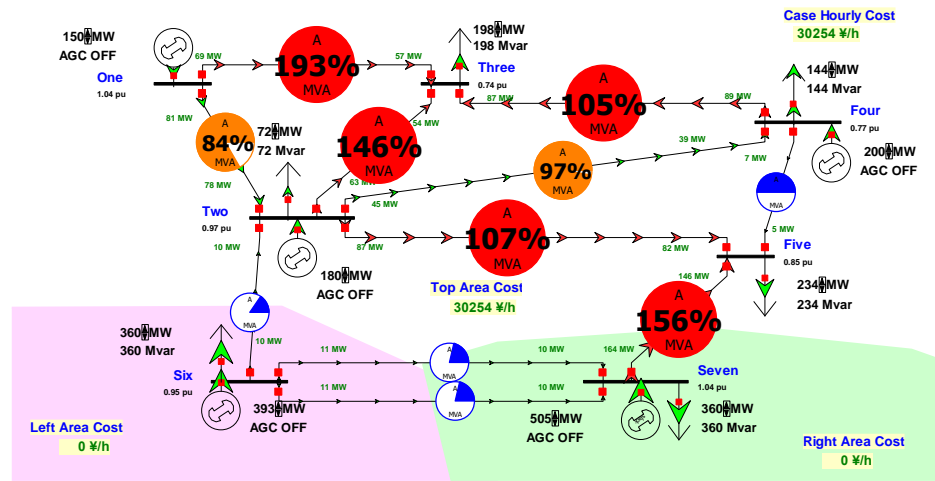 Case Hourly Cost
30254 ¥/h
150 MW
AGC OFF
One
1.04 pu
69 MW
A
193%
MVA
57 MW
198 MW
198 Mvar
Three
0.74 pu
87 MW
A
105%
MVA
89 MW
144 MW
144 Mvar
Four
0.77 pu
200 MW
AGC OFF
81 MW
A
84%
MVA
78 MW
72 MW
72 Mvar
54 MW
A
146%
MVA
63 MW
39 MW
A
97%
MVA
45 MW
7 MW
MVA
5 MW
Two
0.97 pu
10 MW
87 MW
A
107%
MVA
82 MW
Five
0.85 pu
146 MW
180 MW
AGC OFF
Top Area Cost
30254 ¥/h
234 MW
234 Mvar
A
MVA
10 MW
A
156%
MVA
164 MW
360 MW
360 Mvar
Six
0.95 pu
393 MW
AGC OFF
11 MW
A
MVA
10 MW
11 MW
A
MVA
10 MW
Seven
1.04 pu
505 MW
AGC OFF
360 MW
360 Mvar
Left Area Cost
0 ¥/h
Right Area Cost
0 ¥/h